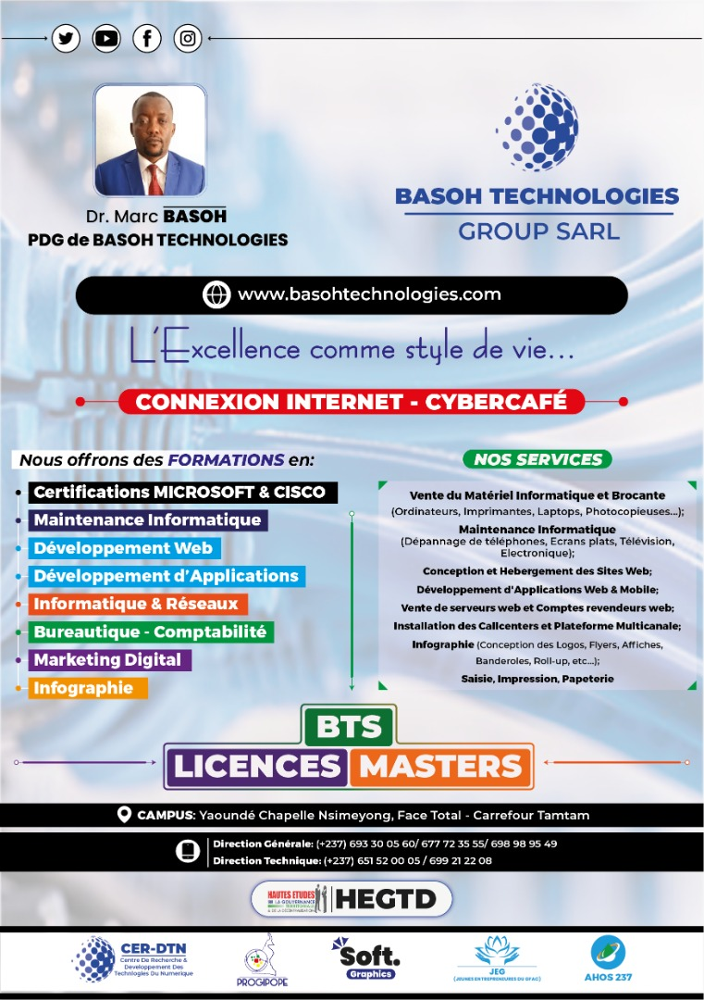 Dr. Marc BASOH
PDG de BASOH TECHNOLOGIES
BASOH TECHNOLOGIES
GROUP SARL
www.basohtechnologies.com
L'Excellence comme style de vie...
CONNEXION INTERNET - CYBERCAFÉ
Nous offrons des FORMATIONS en:
Certifications MICROSOFT & CISCO
Maintenance Informatique
Développement Web
Développement d'Applications
Informatique & Réseaux
Bureautique - Comptabilité
Marketing Digital
Infographie
NOS SERVICES
Vente du Matériel Informatique et Brocante
(Ordinateurs, Imprimantes, Laptops, Photocopieuses...);
Maintenance Informatique
(Dépannage de téléphones, Ecrans plats, Télévision,
Electronique);
Conception et Hebergement des Sites Web;
Développement d'Applications Web & Mobile;
Vente de serveurs web et Comptes revendeurs web;
Installation des Callcenters et Plateforme Multicanale;
Infographie (Conception des Logos, Flyers, Affiches,
Banderoles, Roll-up, etc...);
Saisie, Impression, Papeterie
BTS
LICENCES MASTERS
CAMPUS: Yaoundé Chapelle Nsimeyong, Face Total - Carrefour Tamtam
Direction Générale: (+237) 693 30 05 60/ 677 72 35 55/ 698 98 95 49
Direction Technique: (+237) 651 52 00 05 / 699 21 22 08
HAUTES ETUDES
DE LA GOUVERNANCE
TERRITORIALE
& DE LA DÉCENTRALISATION
HEGTD
CER-DTN
Centre De Recherche &
Développement Des
Technologies Du Numerique
PROGIPOPE
Soft.
Graphics
JEG
(JEUNES ENTREPRENEURES DU GFAC)
AHOS 237